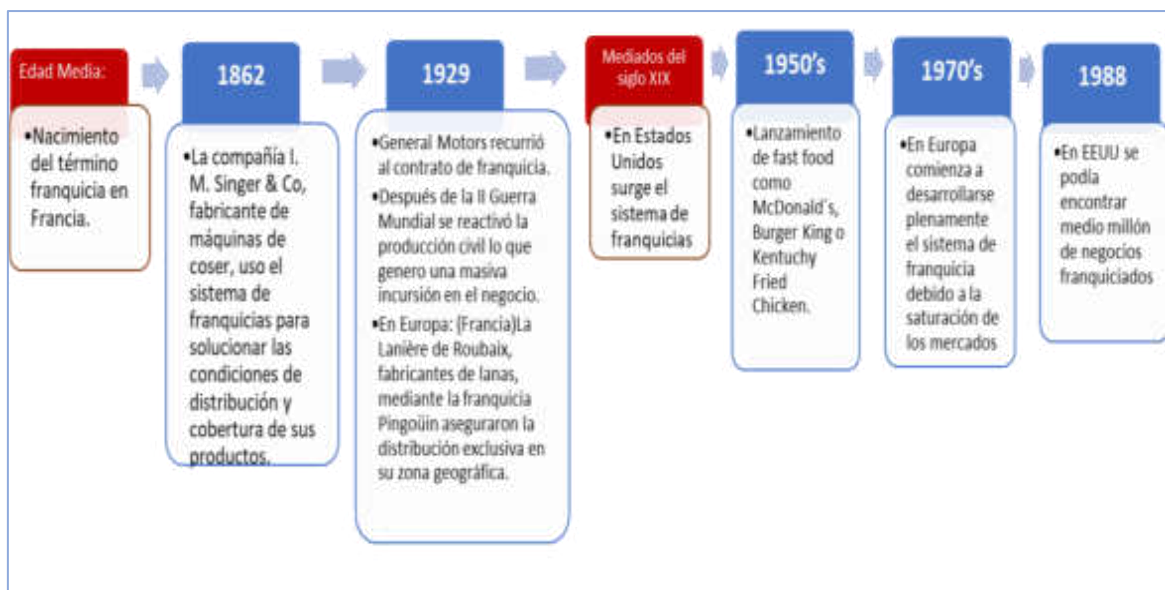 Edad Media:
•Nacimiento
del término
franquicia en
Francia.
1862
•La compañía I.
M. Singer & Co,
fabricante de
máquinas de
coser, uso el
sistema de
franquicias para
solucionar las
condiciones de
distribución y
cobertura de sus
productos.
1929
•General Motors recurrió
al contrato de franquicia.
•Después de la II Guerra
Mundial se reactivó la
producción civil lo que
genero una masiva
incursión en el negocio.
•En Europa: (Francia)La
Lanière de Roubaix,
fabricantes de lanas,
mediante la franquicia
Pingoüin aseguraron la
distribución exclusiva en
su zona geográfica.
Mediados del
siglo XIX
•En Estados
Unidos
surge el
sistema de
franquicias
1950's
•Lanzamiento
de fast food
como
McDonald´s,
Burger King o
Kentuchy
Fried
Chicken.
1970's
•En Europa
comienza a
desarrollarse
plenamente
el sistema de
franquicia
debido a la
saturación de
los mercados
1988
•En EEUU se
podía
encontrar
medio millón
de negocios
franquiciados